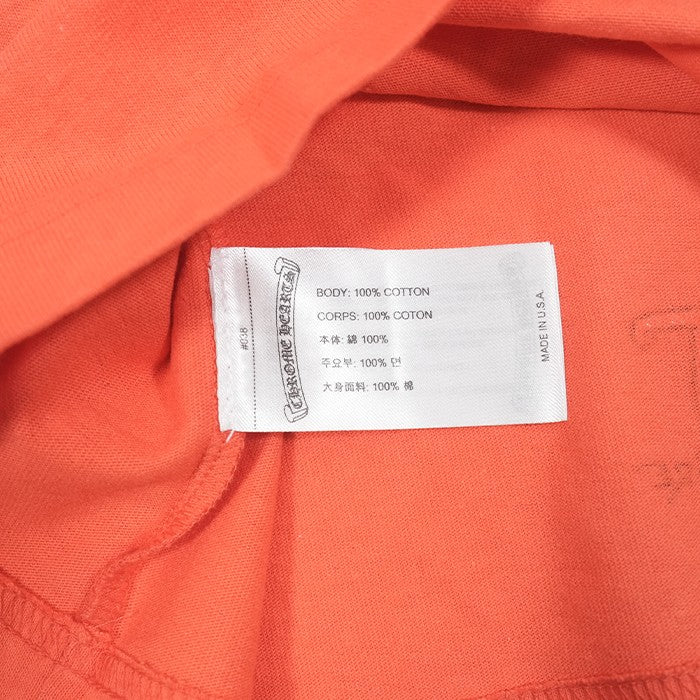 #038
CHROME HEARTS
BODY: 100% COTTON
CORPS: 100% COTON
本体: 綿 100%
주요부: 100% 면
大身面料: 100% 棉
MADE IN U.S.A.